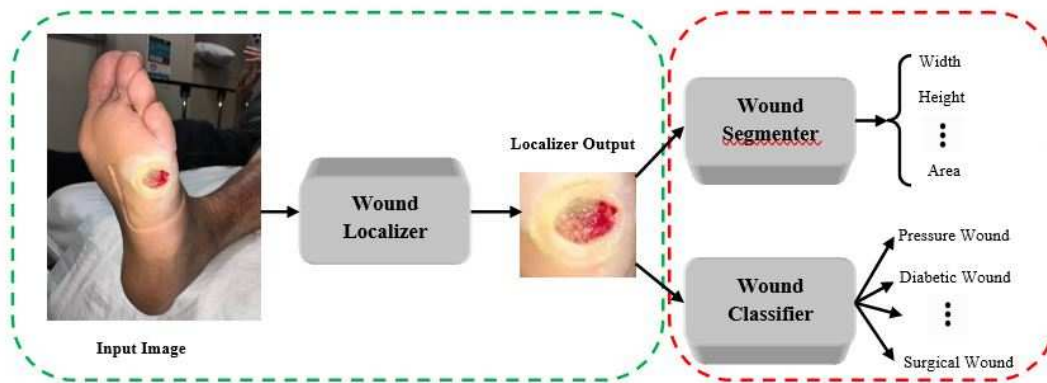 Input Image
Wound
Localizer
Localizer Output
Wound
Segmenter
Width
Height
Area
Wound
Classifier
Pressure Wound
Diabetic Wound
Surgical Wound